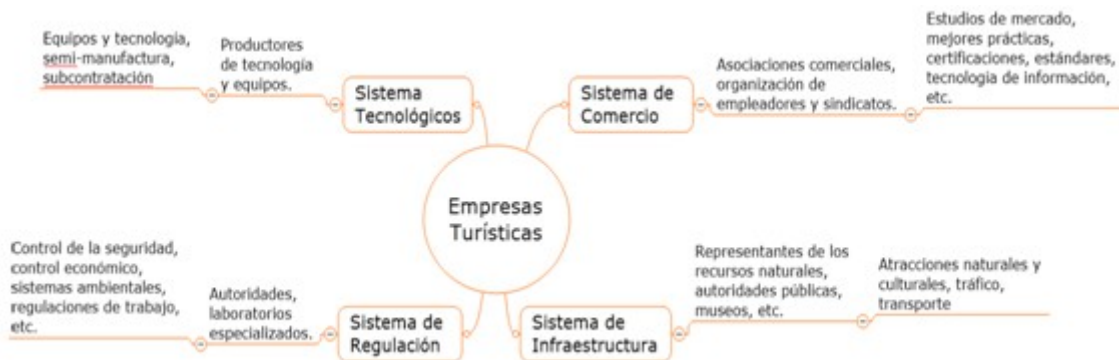 Equipos y tecnología,
semi-manufactura,
subcontratación
Productores
de tecnología
y equipos.
Sistema
Tecnológicos
Sistema de
Comercio
Asociaciones comerciales,
organización de
empleadores y sindicatos.
Estudios de mercado,
mejores prácticas,
certificaciones, estándares,
tecnologia de información,
etc.
Empresas
Turísticas
Control de la seguridad,
control económico,
sistemas ambientales,
regulaciones de trabajo,
etc.
Autoridades,
laboratorios
especializados.
Sistema de
Regulación
Sistema de
Infraestructura
Representantes de los
recursos naturales,
autoridades públicas,
museos, etc.
Atracciones naturales y
culturales, tráfico,
transporte